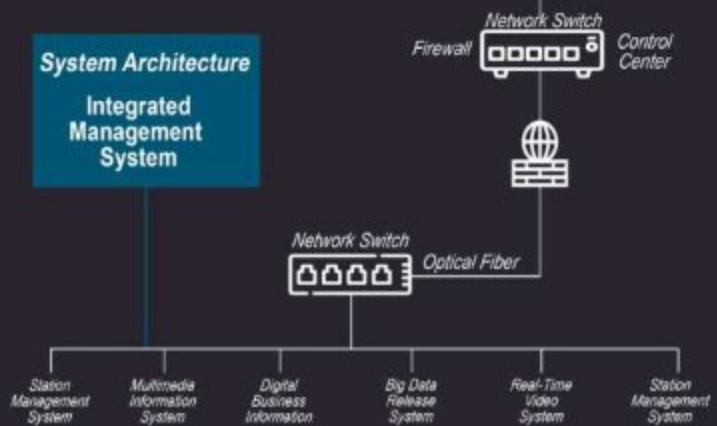 System Architecture
Integrated
Management
System
Network Switch
Firewall
Control
Center
Network Switch
Optical Fiber
Station
Management
System
Multimedia
Information
System
Digital
Business
Information
Big Data
Release
System
Real-Time
Video
System
Station
Management
System